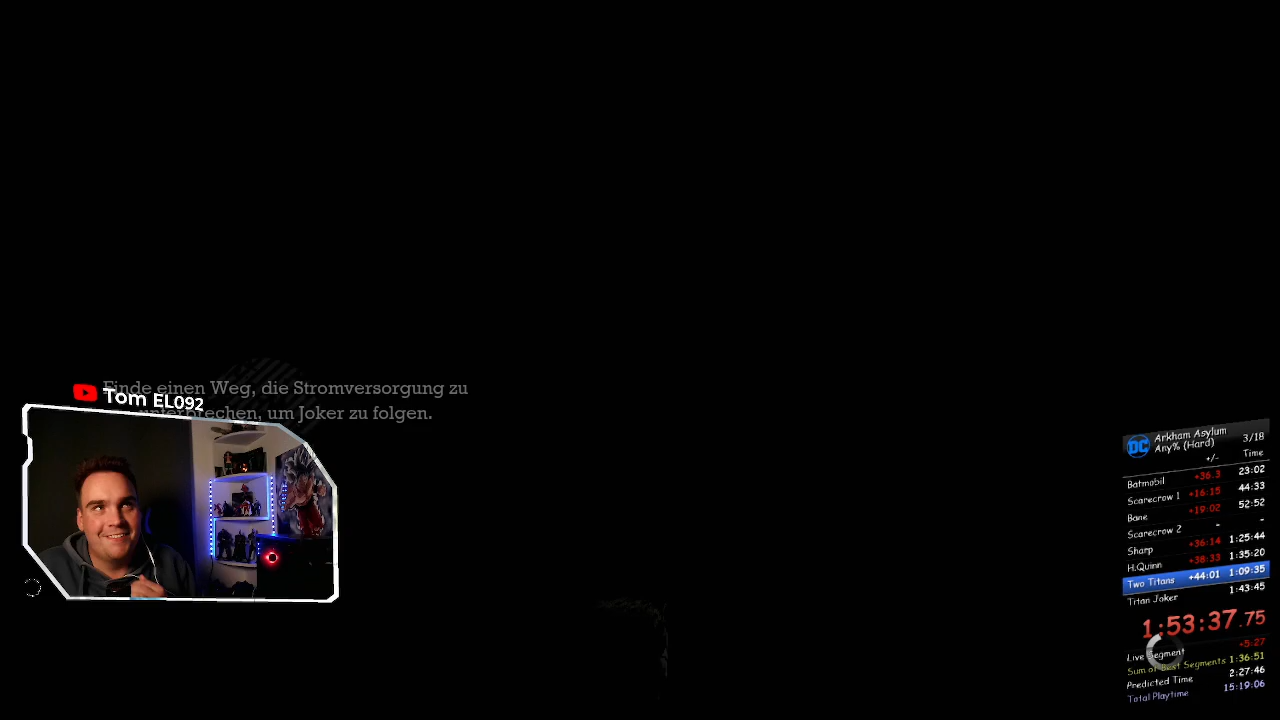 Finde einen Weg, die Stromversorgung zu
unterbrechen, um Joker zu folgen.
Tom EL092
DC
Arkham Asylum
Any% (Hard)
3/18
+/- Time
Batmobil +36.3 23:02
Scarecrow 1 +16:15 44:33
Bane +19:02 52:52
Scarecrow 2 - -
Sharp +36:14 1:25:44
H.Quinn +38:33 1:35:20
Two Titans +44:01 1:09:35
Titan Joker 1:43:45
1:53:37.75
Live Segment +5:27
Sum of Best Segments 1:36:51
Predicted Time 2:27:46
Total Playtime 15:19:06